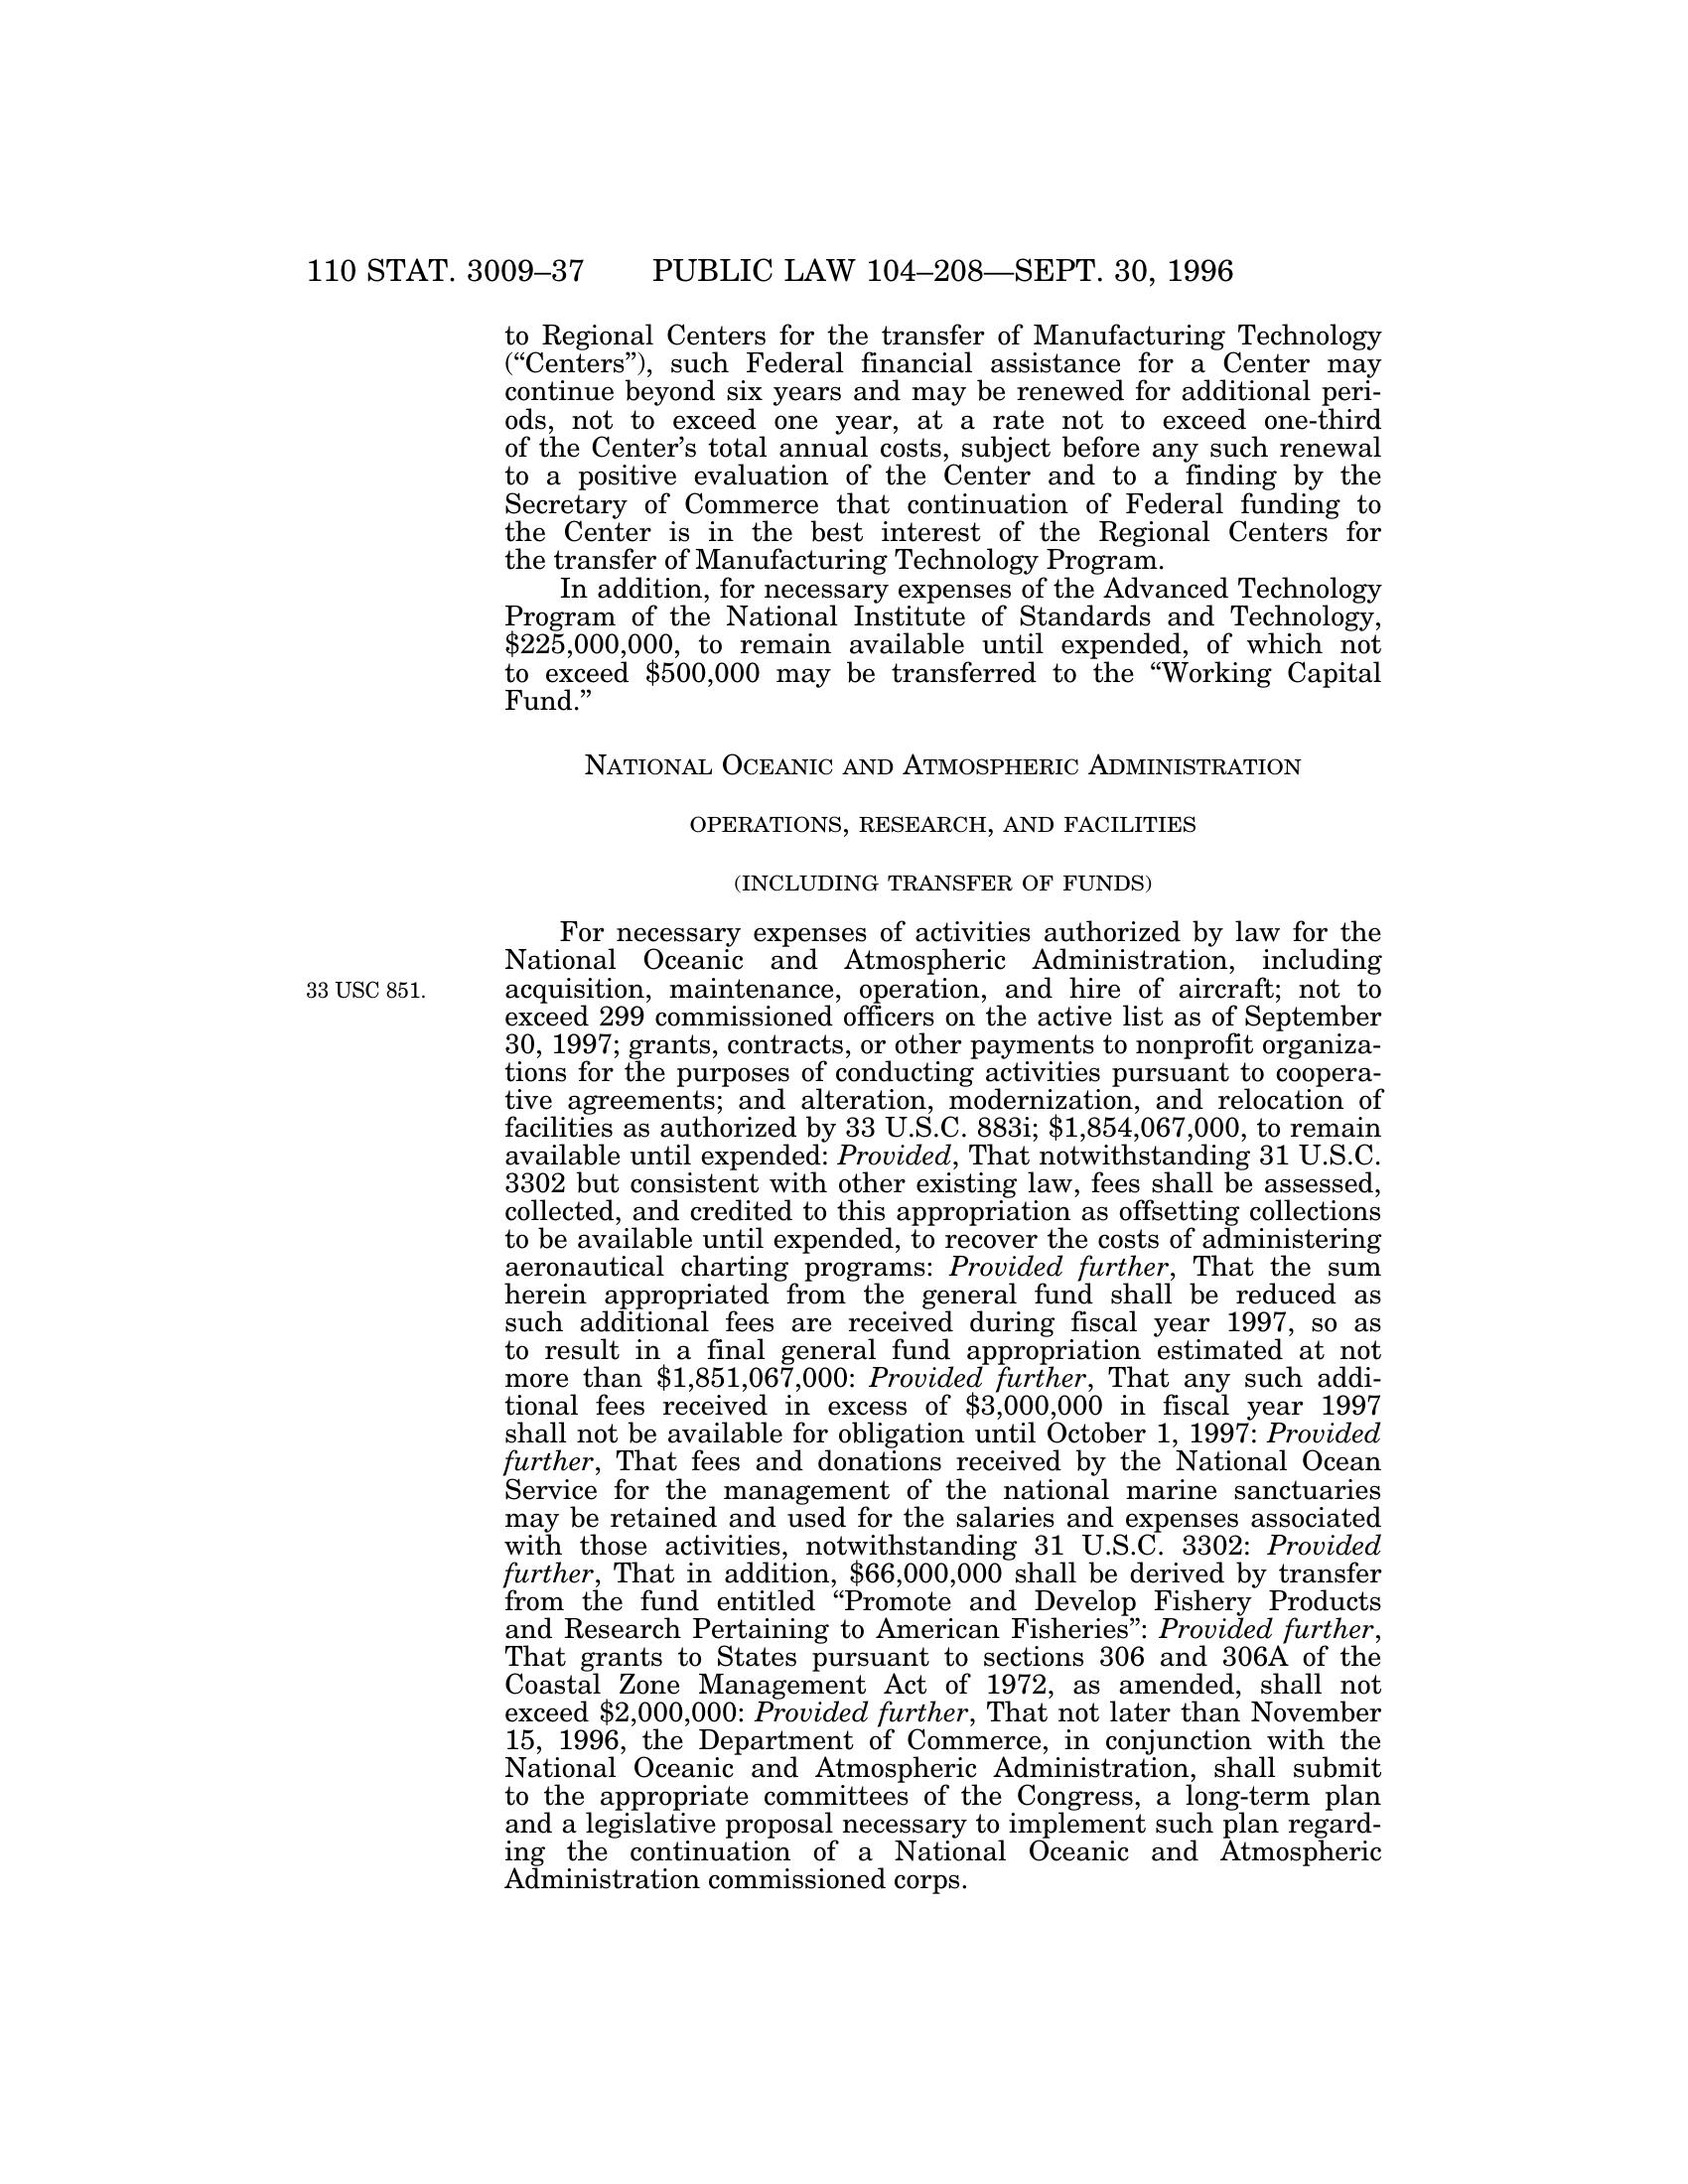 110 STAT. 3009–37 PUBLIC LAW 104–208—SEPT. 30, 1996
to Regional Centers for the transfer of Manufacturing Technology
(“Centers”), such Federal financial assistance for a Center may
continue beyond six years and may be renewed for additional peri-
ods, not to exceed one year, at a rate not to exceed one-third
of the Center’s total annual costs, subject before any such renewal
to a positive evaluation of the Center and to a finding by the
Secretary of Commerce that continuation of Federal funding to
the Center is in the best interest of the Regional Centers for
the transfer of Manufacturing Technology Program.
In addition, for necessary expenses of the Advanced Technology
Program of the National Institute of Standards and Technology,
$225,000,000, to remain available until expended, of which not
to exceed $500,000 may be transferred to the “Working Capital
Fund.”
NATIONAL OCEANIC AND ATMOSPHERIC ADMINISTRATION
OPERATIONS, RESEARCH, AND FACILITIES
(INCLUDING TRANSFER OF FUNDS)
For necessary expenses of activities authorized by law for the
National Oceanic and Atmospheric Administration, including
33 USC 851.
acquisition, maintenance, operation, and hire of aircraft; not to
exceed 299 commissioned officers on the active list as of September
30, 1997; grants, contracts, or other payments to nonprofit organiza-
tions for the purposes of conducting activities pursuant to coopera-
tive agreements; and alteration, modernization, and relocation of
facilities as authorized by 33 U.S.C. 883i; $1,854,067,000, to remain
available until expended: Provided, That notwithstanding 31 U.S.C.
3302 but consistent with other existing law, fees shall be assessed,
collected, and credited to this appropriation as offsetting collections
to be available until expended, to recover the costs of administering
aeronautical charting programs: Provided further, That the sum
herein appropriated from the general fund shall be reduced as
such additional fees are received during fiscal year 1997, so as
to result in a final general fund appropriation estimated at not
more than $1,851,067,000: Provided further, That any such addi-
tional fees received in excess of $3,000,000 in fiscal year 1997
shall not be available for obligation until October 1, 1997: Provided
further, That fees and donations received by the National Ocean
Service for the management of the national marine sanctuaries
may be retained and used for the salaries and expenses associated
with those activities, notwithstanding 31 U.S.C. 3302: Provided
further, That in addition, $66,000,000 shall be derived by transfer
from the fund entitled “Promote and Develop Fishery Products
and Research Pertaining to American Fisheries”: Provided further,
That grants to States pursuant to sections 306 and 306A of the
Coastal Zone Management Act of 1972, as amended, shall not
exceed $2,000,000: Provided further, That not later than November
15, 1996, the Department of Commerce, in conjunction with the
National Oceanic and Atmospheric Administration, shall submit
to the appropriate committees of the Congress, a long-term plan
and a legislative proposal necessary to implement such plan regard-
ing the continuation of a National Oceanic and Atmospheric
Administration commissioned corps.